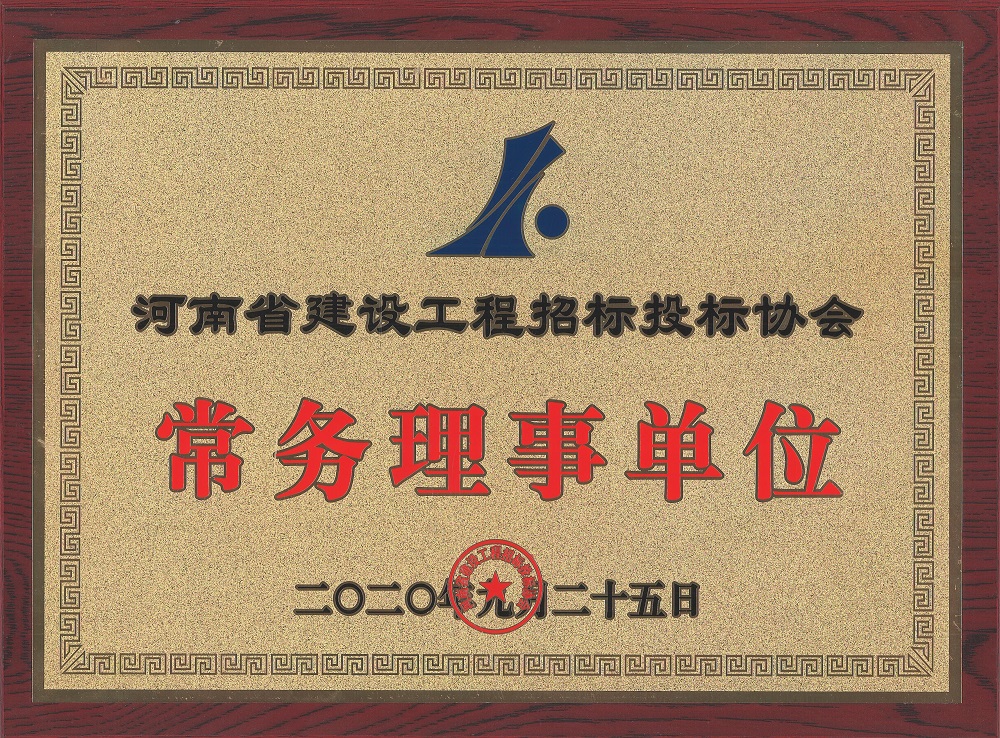 河南省建设工程招标投标协会
常务理事单位
二〇二〇年元月二十五日